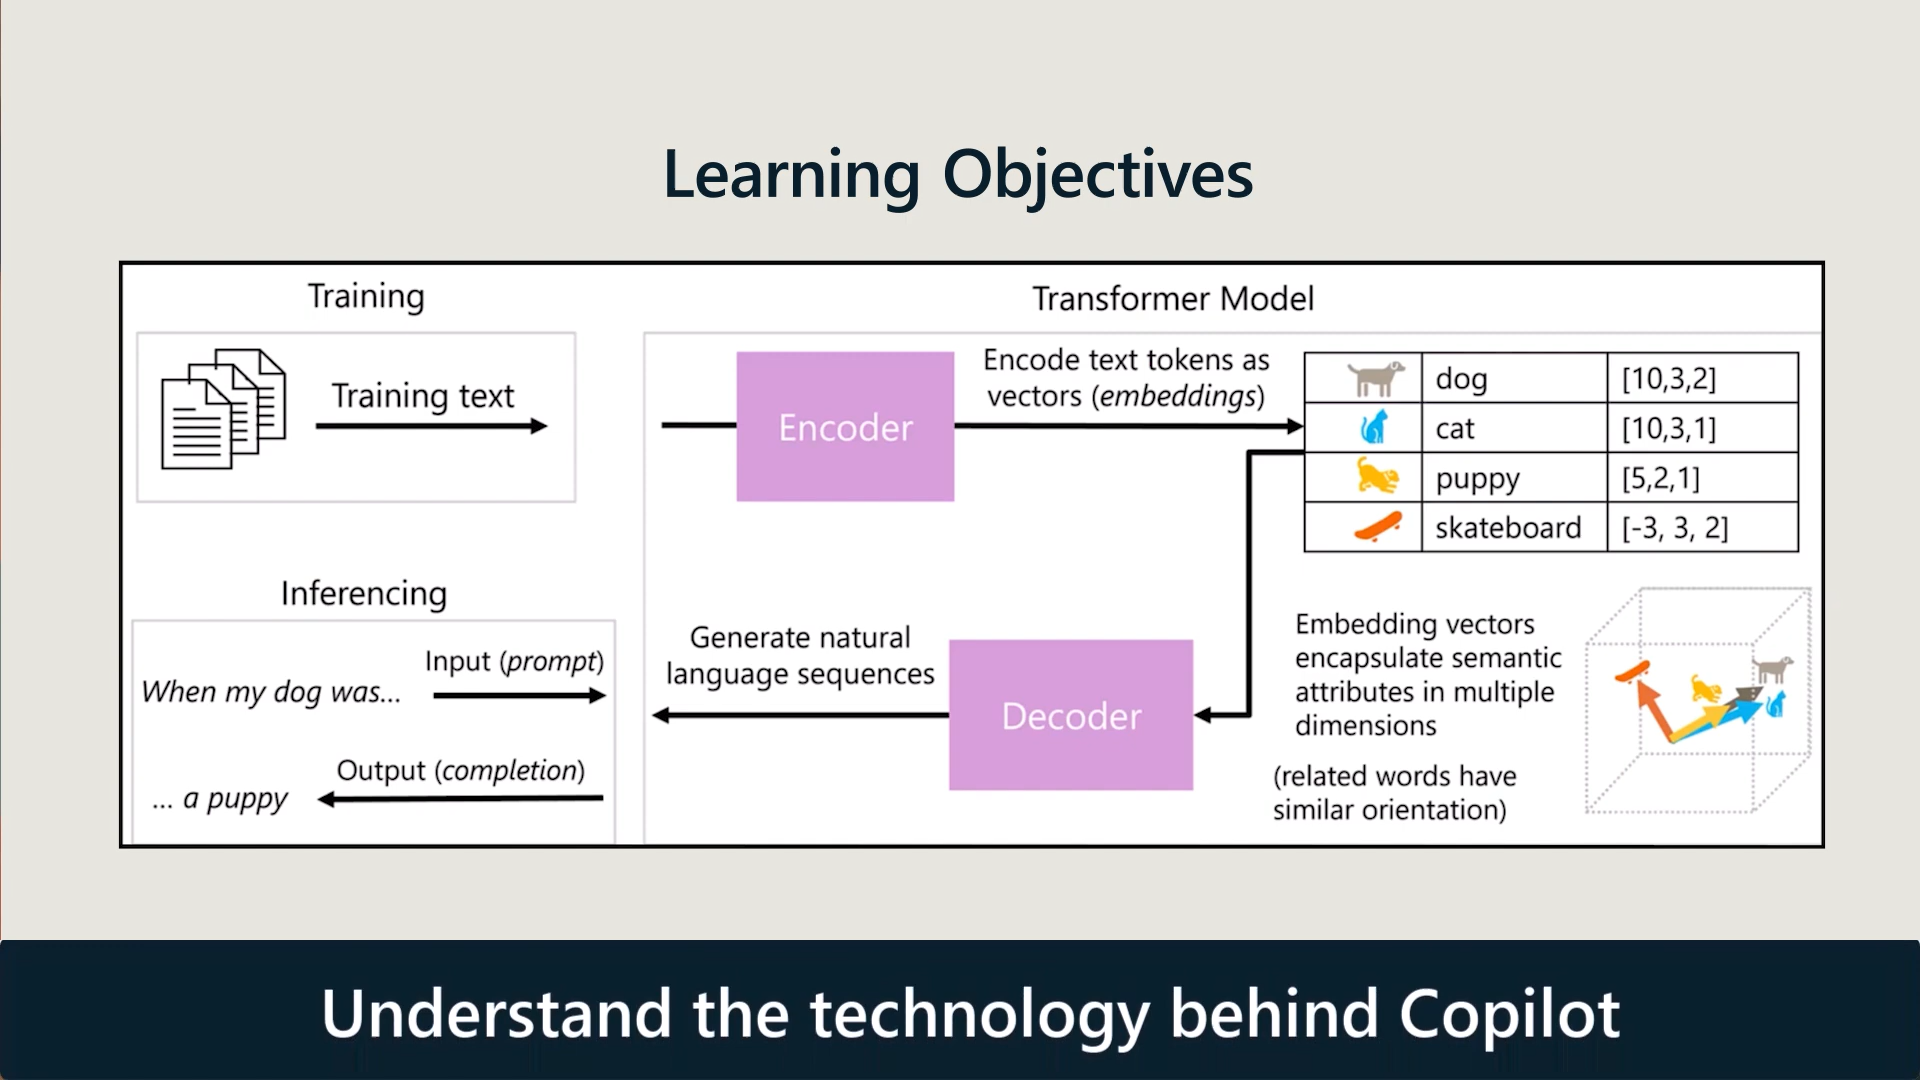 Learning Objectives
Training
Training text
Transformer Model
Encoder
Encode text tokens as
vectors (embeddings)
dog [10,3,2]
cat [10,3,1]
puppy [5,2,1]
skateboard [-3, 3, 2]
Inferencing
Input (prompt)
When my dog was...
Output (completion)
... a puppy
Generate natural
language sequences
Decoder
Embedding vectors
encapsulate semantic
attributes in multiple
dimensions
(related words have
similar orientation)
Understand the technology behind Copilot